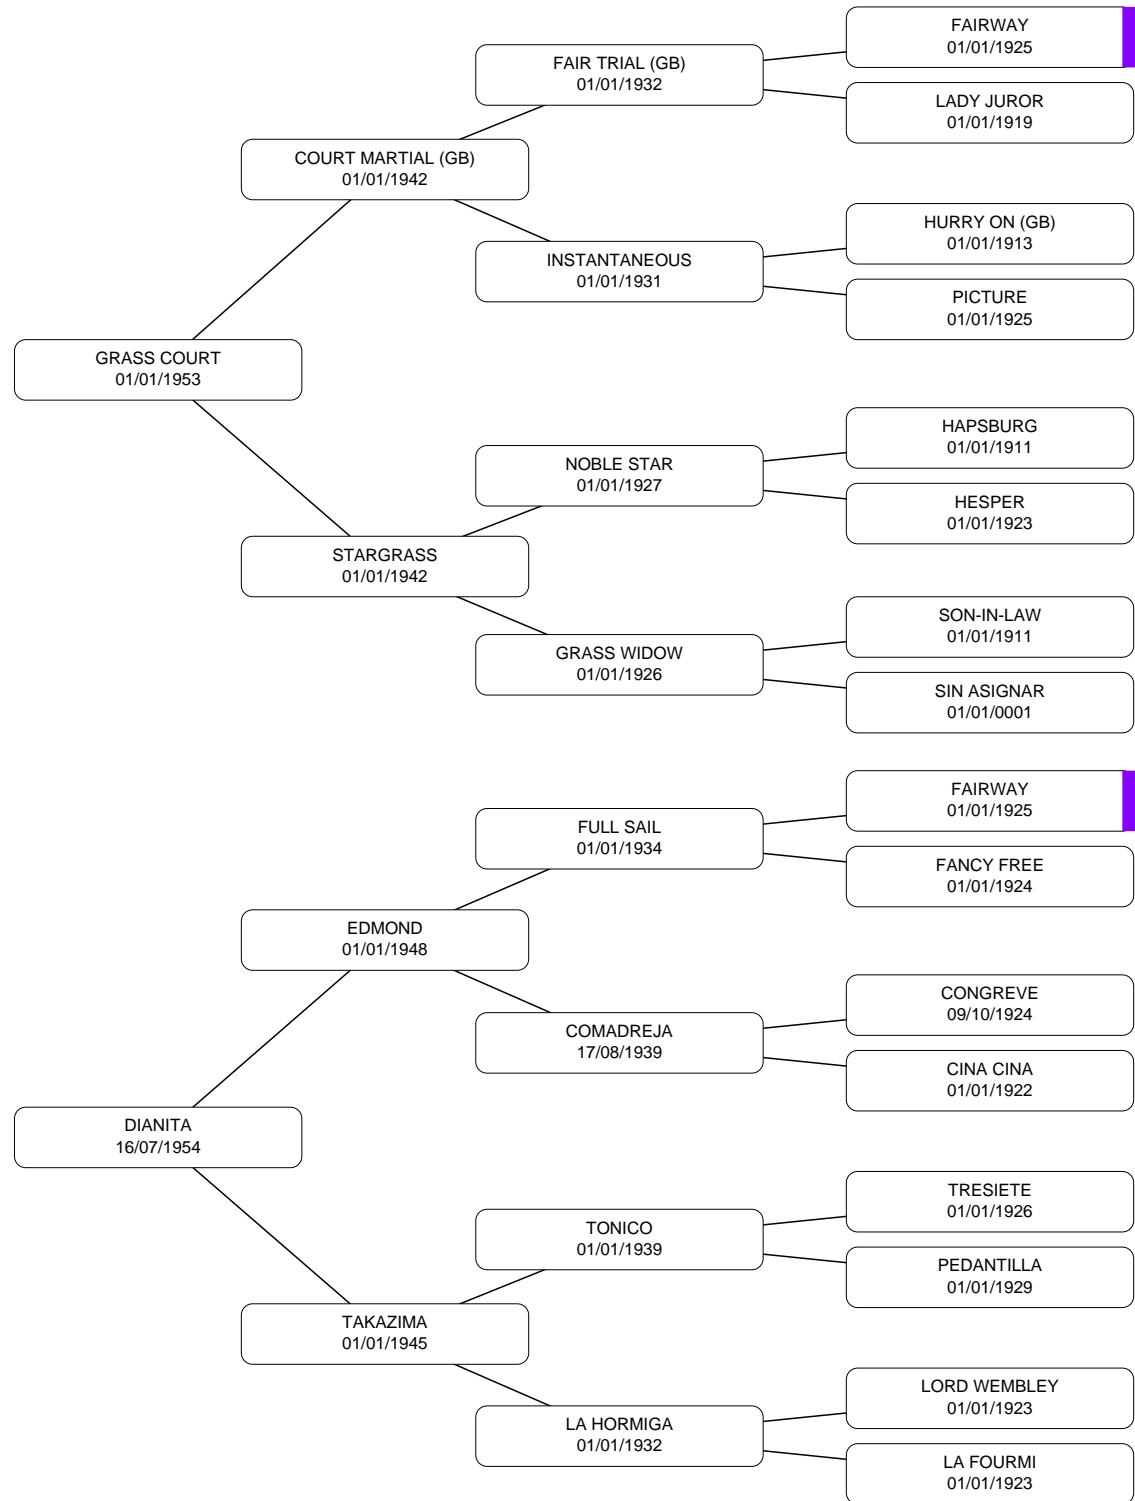 FAIRWAY
01/01/1925
FAIR TRIAL (GB)
01/01/1932
LADY JUROR
01/01/1919
COURT MARTIAL (GB)
01/01/1942
HURRY ON (GB)
01/01/1913
INSTANTANEOUS
01/01/1931
PICTURE
01/01/1925
GRASS COURT
01/01/1953
HAPSBURG
01/01/1911
NOBLE STAR
01/01/1927
HESPER
01/01/1923
STARGRASS
01/01/1942
SON-IN-LAW
01/01/1911
GRASS WIDOW
01/01/1926
SIN ASIGNAR
01/01/0001
FAIRWAY
01/01/1925
FULL SAIL
01/01/1934
FANCY FREE
01/01/1924
EDMOND
01/01/1948
CONGREVE
09/10/1924
COMADREJA
17/08/1939
CINA CINA
01/01/1922
DIANITA
16/07/1954
TRESIETE
01/01/1926
TONICO
01/01/1939
PEDANTILLA
01/01/1929
TAKAZIMA
01/01/1945
LORD WEMBLEY
01/01/1923
LA HORMIGA
01/01/1932
LA FOURMI
01/01/1923